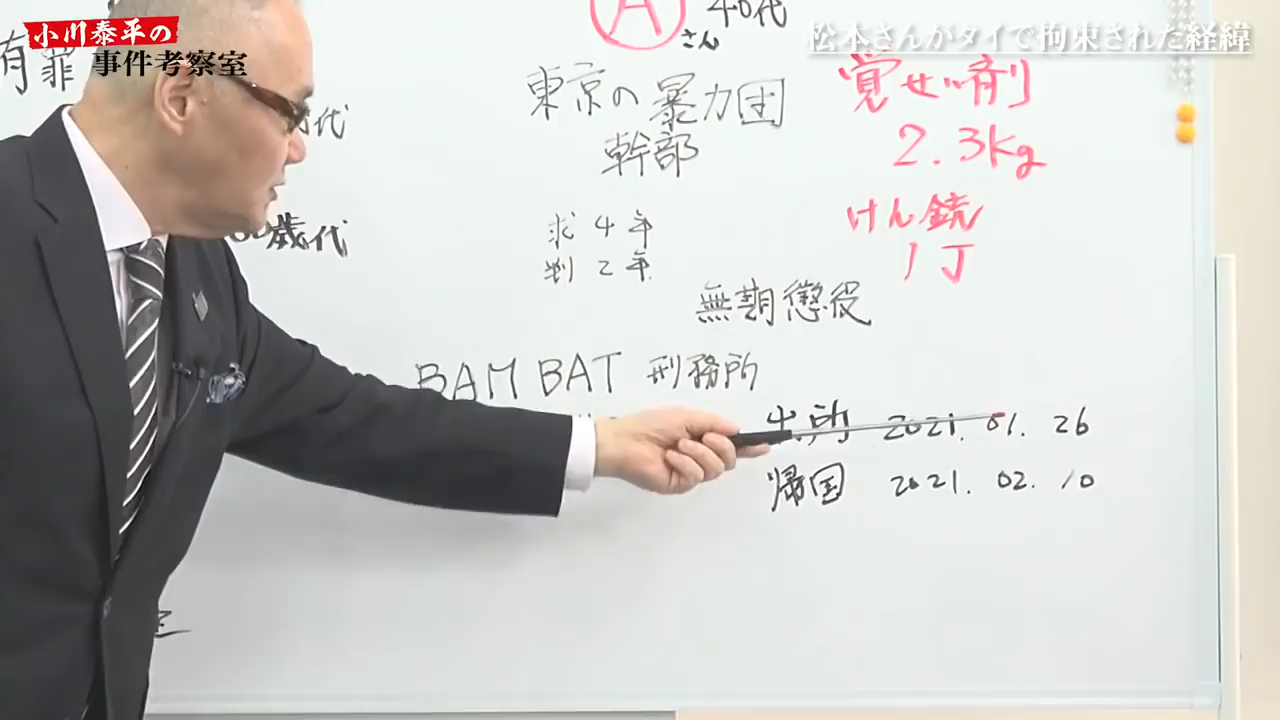 小川泰平の
事件考察室
松本さんがタイで拘束された経緯
有罪
A 40代
さん
東京の暴力団
幹部
覚せい剤
2.3Kg
けん銃
1丁
代
歳代
求 4年
判 2年
無期懲役
BAMBAT 刑務所
出所 2021.01.26
帰国 2021.02.10